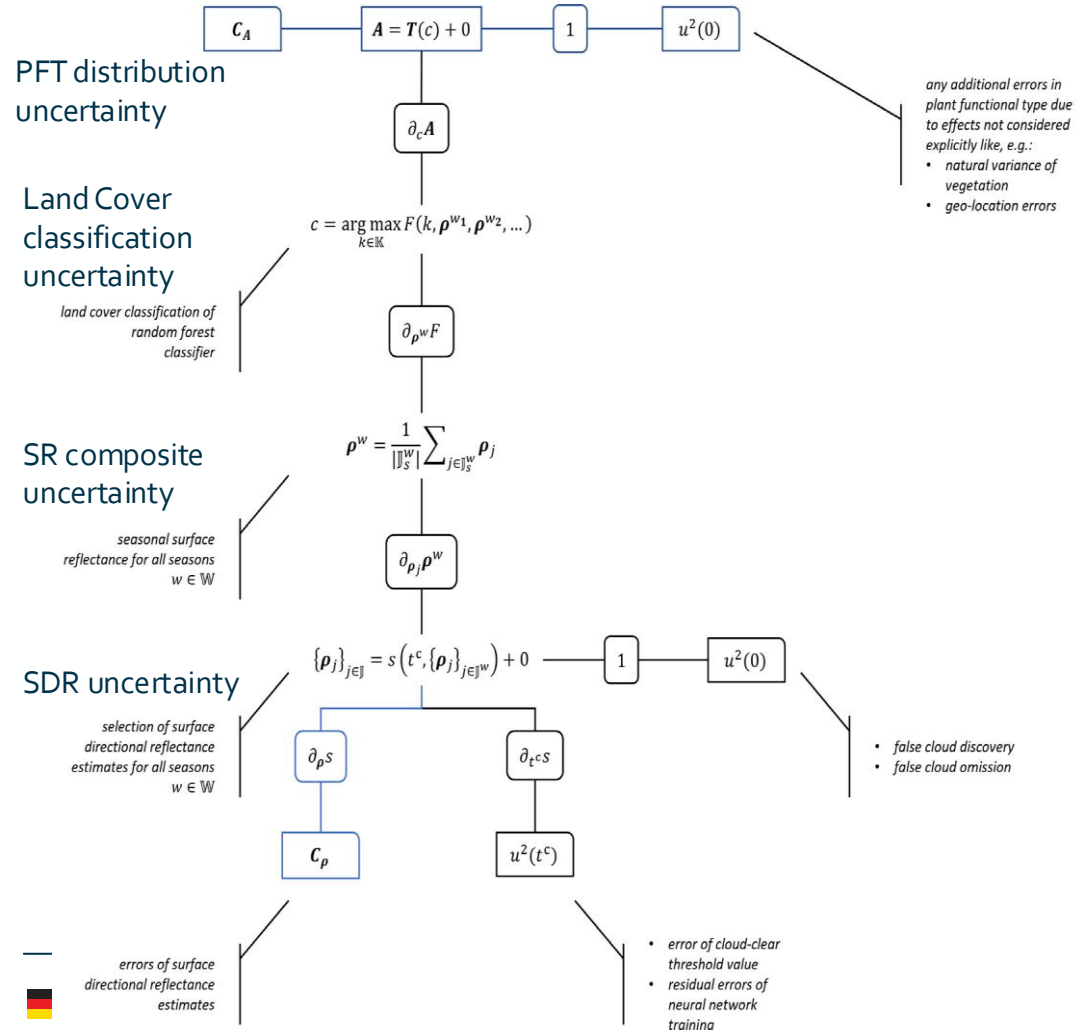 C_A
A = T(c) + 0
1
u²(0)
PFT distribution
uncertainty
any additional errors in
plant functional type due
to effects not considered
explicitly like, e.g.:
• natural variance of
vegetation
• geo-location errors
∂_c A
Land Cover
classification
uncertainty
c = arg max F(k, ρ^{w₁}, ρ^{w₂}, …)
k∈𝕂
land cover classification of
random forest
classifier
∂_{ρ^w} F
SR composite
uncertainty
ρ^w = 1/|𝕁_s^w| ∑_{j∈𝕁_s^w} ρ_j
seasonal surface
reflectance for all seasons
w ∈ 𝕎
∂_{ρ_j} ρ^w
SDR uncertainty
{ρ_j}_{j∈𝕁} = s(t^c, {ρ_j}_{j∈𝕁^w}) + 0
1
u²(0)
selection of surface
directional reflectance
estimates for all seasons
w ∈ 𝕎
• false cloud discovery
• false cloud omission
∂_ρ s
∂_{t^c} s
C_ρ
u²(t^c)
errors of surface
directional reflectance
estimates
• error of cloud-clear
threshold value
• residual errors of
neural network
training